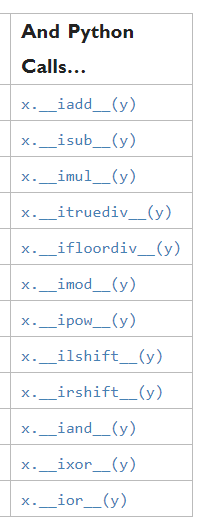 And Python
Calls…
x.__iadd__(y)
x.__isub__(y)
x.__imul__(y)
x.__itruediv__(y)
x.__ifloordiv__(y)
x.__imod__(y)
x.__ipow__(y)
x.__ilshift__(y)
x.__irshift__(y)
x.__iand__(y)
x.__ixor__(y)
x.__ior__(y)